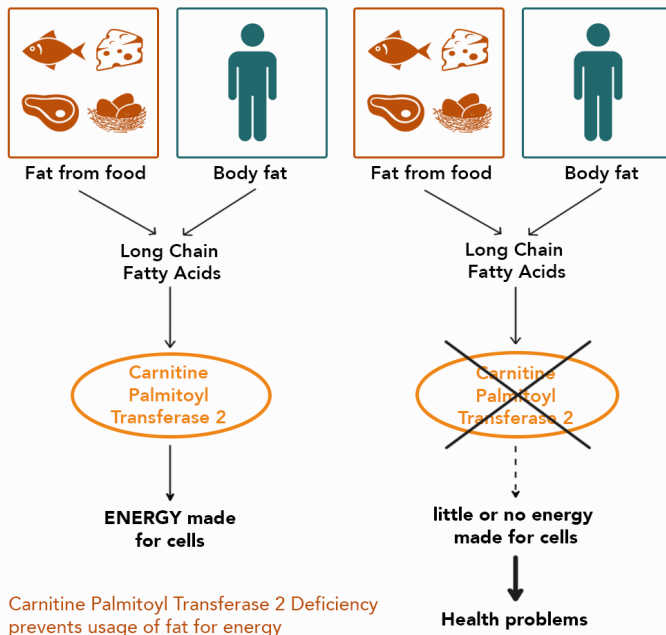 Fat from food
Body fat
Long Chain
Fatty Acids
Carnitine
Palmitoyl
Transferase 2
ENERGY made
for cells
Fat from food
Body fat
Long Chain
Fatty Acids
Carnitine
Palmitoyl
Transferase 2
little or no energy
made for cells
Health problems
Carnitine Palmitoyl Transferase 2 Deficiency
prevents usage of fat for energy